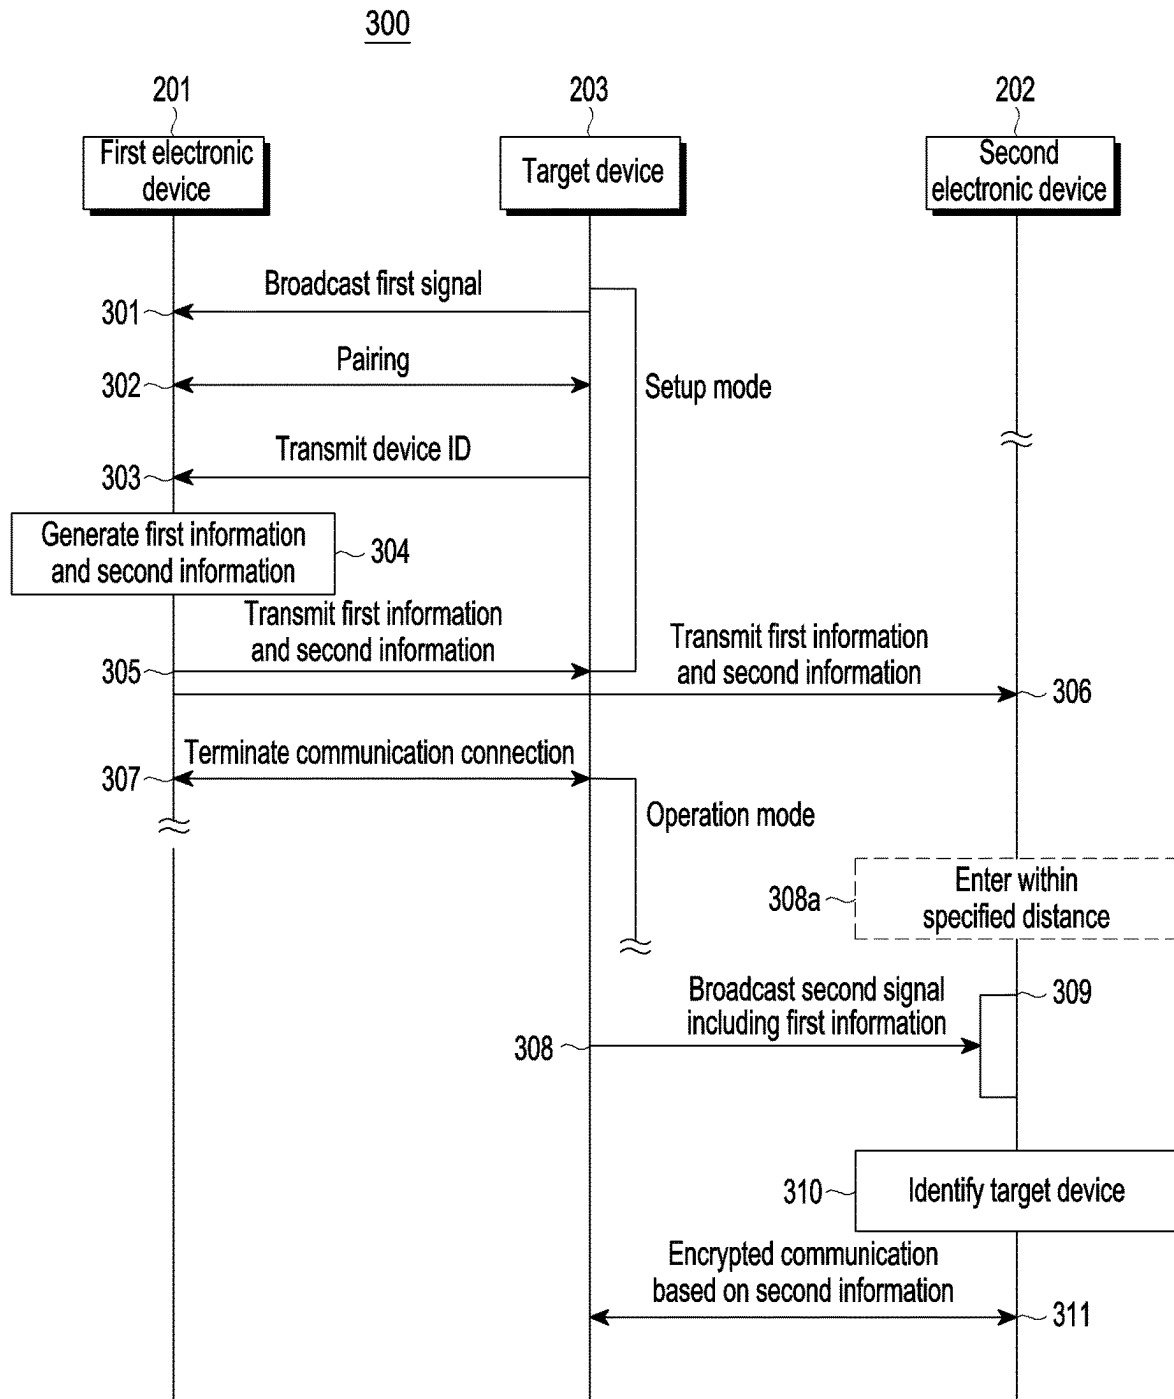 300
201
203
202
First electronic
device
Target device
Second
electronic device
Broadcast first signal
301
Pairing
302
Setup mode
Transmit device ID
303
Generate first information
and second information
304
Transmit first information
and second information
305
Transmit first information
and second information
306
Terminate communication connection
307
Operation mode
308a
Enter within
specified distance
Broadcast second signal
including first information
309
308
310
Identify target device
Encrypted communication
based on second information
311